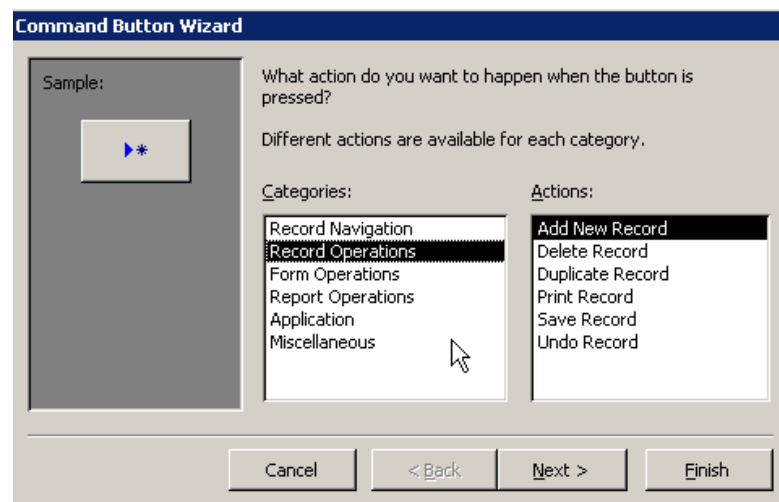 Command Button Wizard
Sample:
What action do you want to happen when the button is
pressed?
Different actions are available for each category.
Categories:
Record Navigation
Record Operations
Form Operations
Report Operations
Application
Miscellaneous
Actions:
Add New Record
Delete Record
Duplicate Record
Print Record
Save Record
Undo Record
Cancel
< Back
Next >
Finish